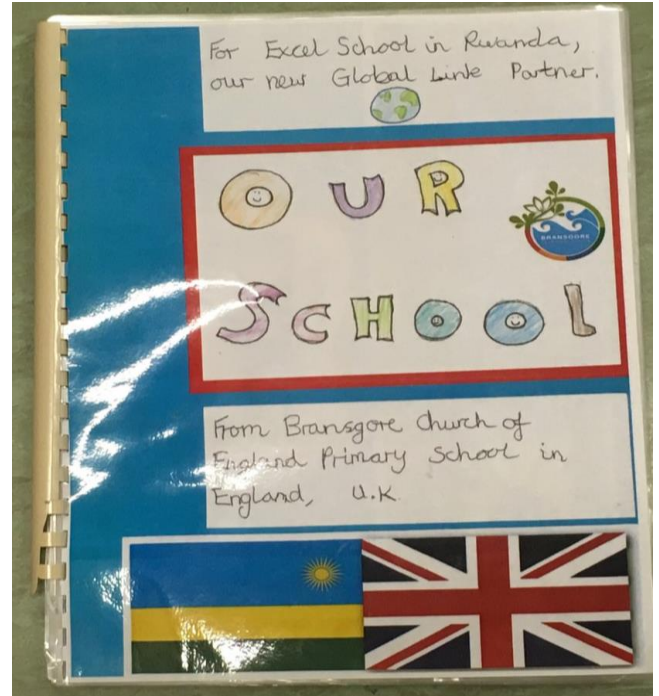 For Excel School in Rwanda,
our new Global Link Partner.
OUR
BRANSGORE
SCHOOL
From Bransgore Church of
England Primary School in
England, U.K.